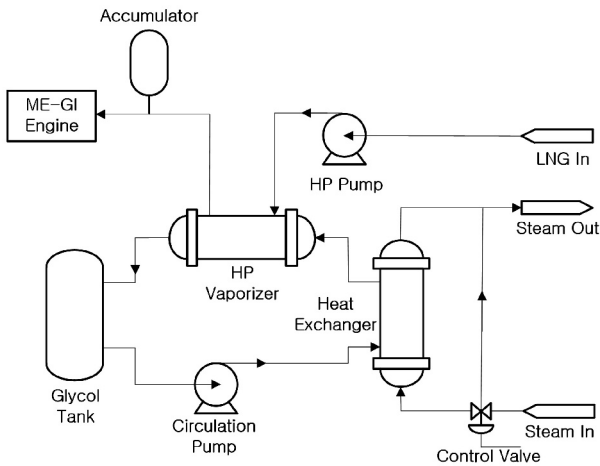 Accumulator
ME-GI
Engine
HP Pump
LNG In
Steam Out
HP
Vaporizer
Heat
Exchanger
Glycol
Tank
Circulation
Pump
Steam In
Control Valve